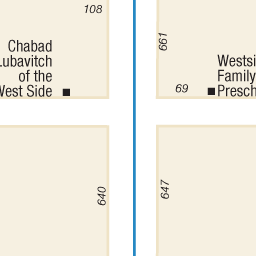 108
Chabad
Lubavitch
of the
West Side
661
Westsi
Family
Presch
69
640
647